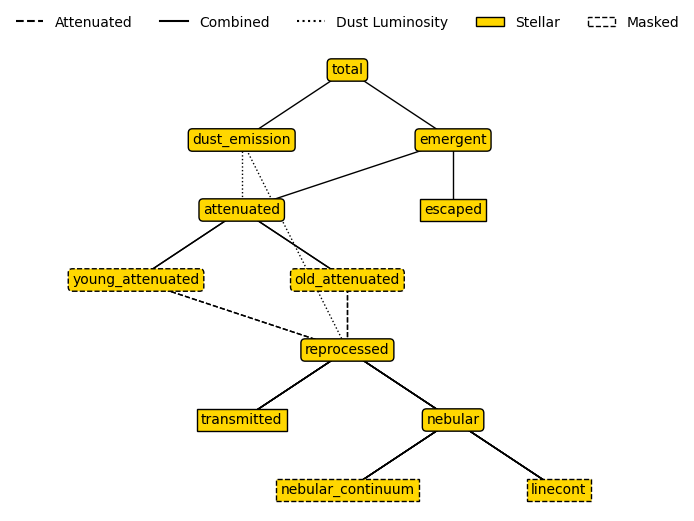 Attenuated Combined Dust Luminosity Stellar Masked
total
dust_emission emergent
attenuated escaped
young_attenuated old_attenuated
reprocessed
transmitted nebular
nebular_continuum linecont